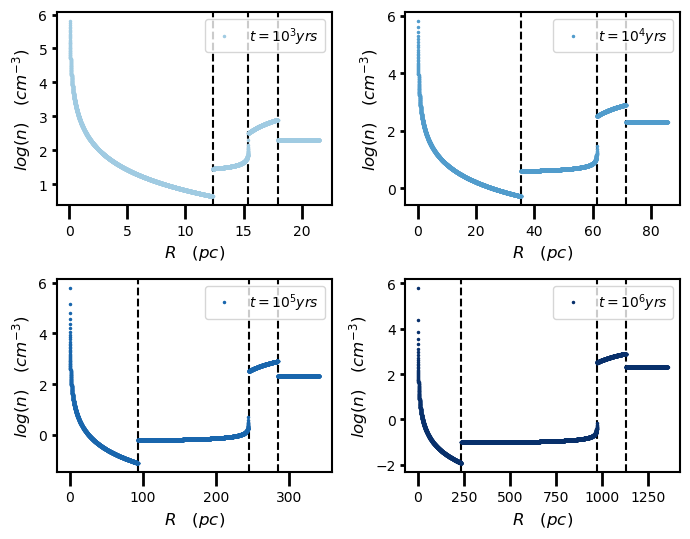 6
5
4
3
2
1
log(n) (cm⁻³)
t = 10³yrs
0 5 10 15 20
R (pc)
6
4
2
0
log(n) (cm⁻³)
t = 10⁴yrs
0 20 40 60 80
R (pc)
6
4
2
0
log(n) (cm⁻³)
t = 10⁵yrs
0 100 200 300
R (pc)
6
4
2
0
−2
log(n) (cm⁻³)
t = 10⁶yrs
0 250 500 750 1000 1250
R (pc)